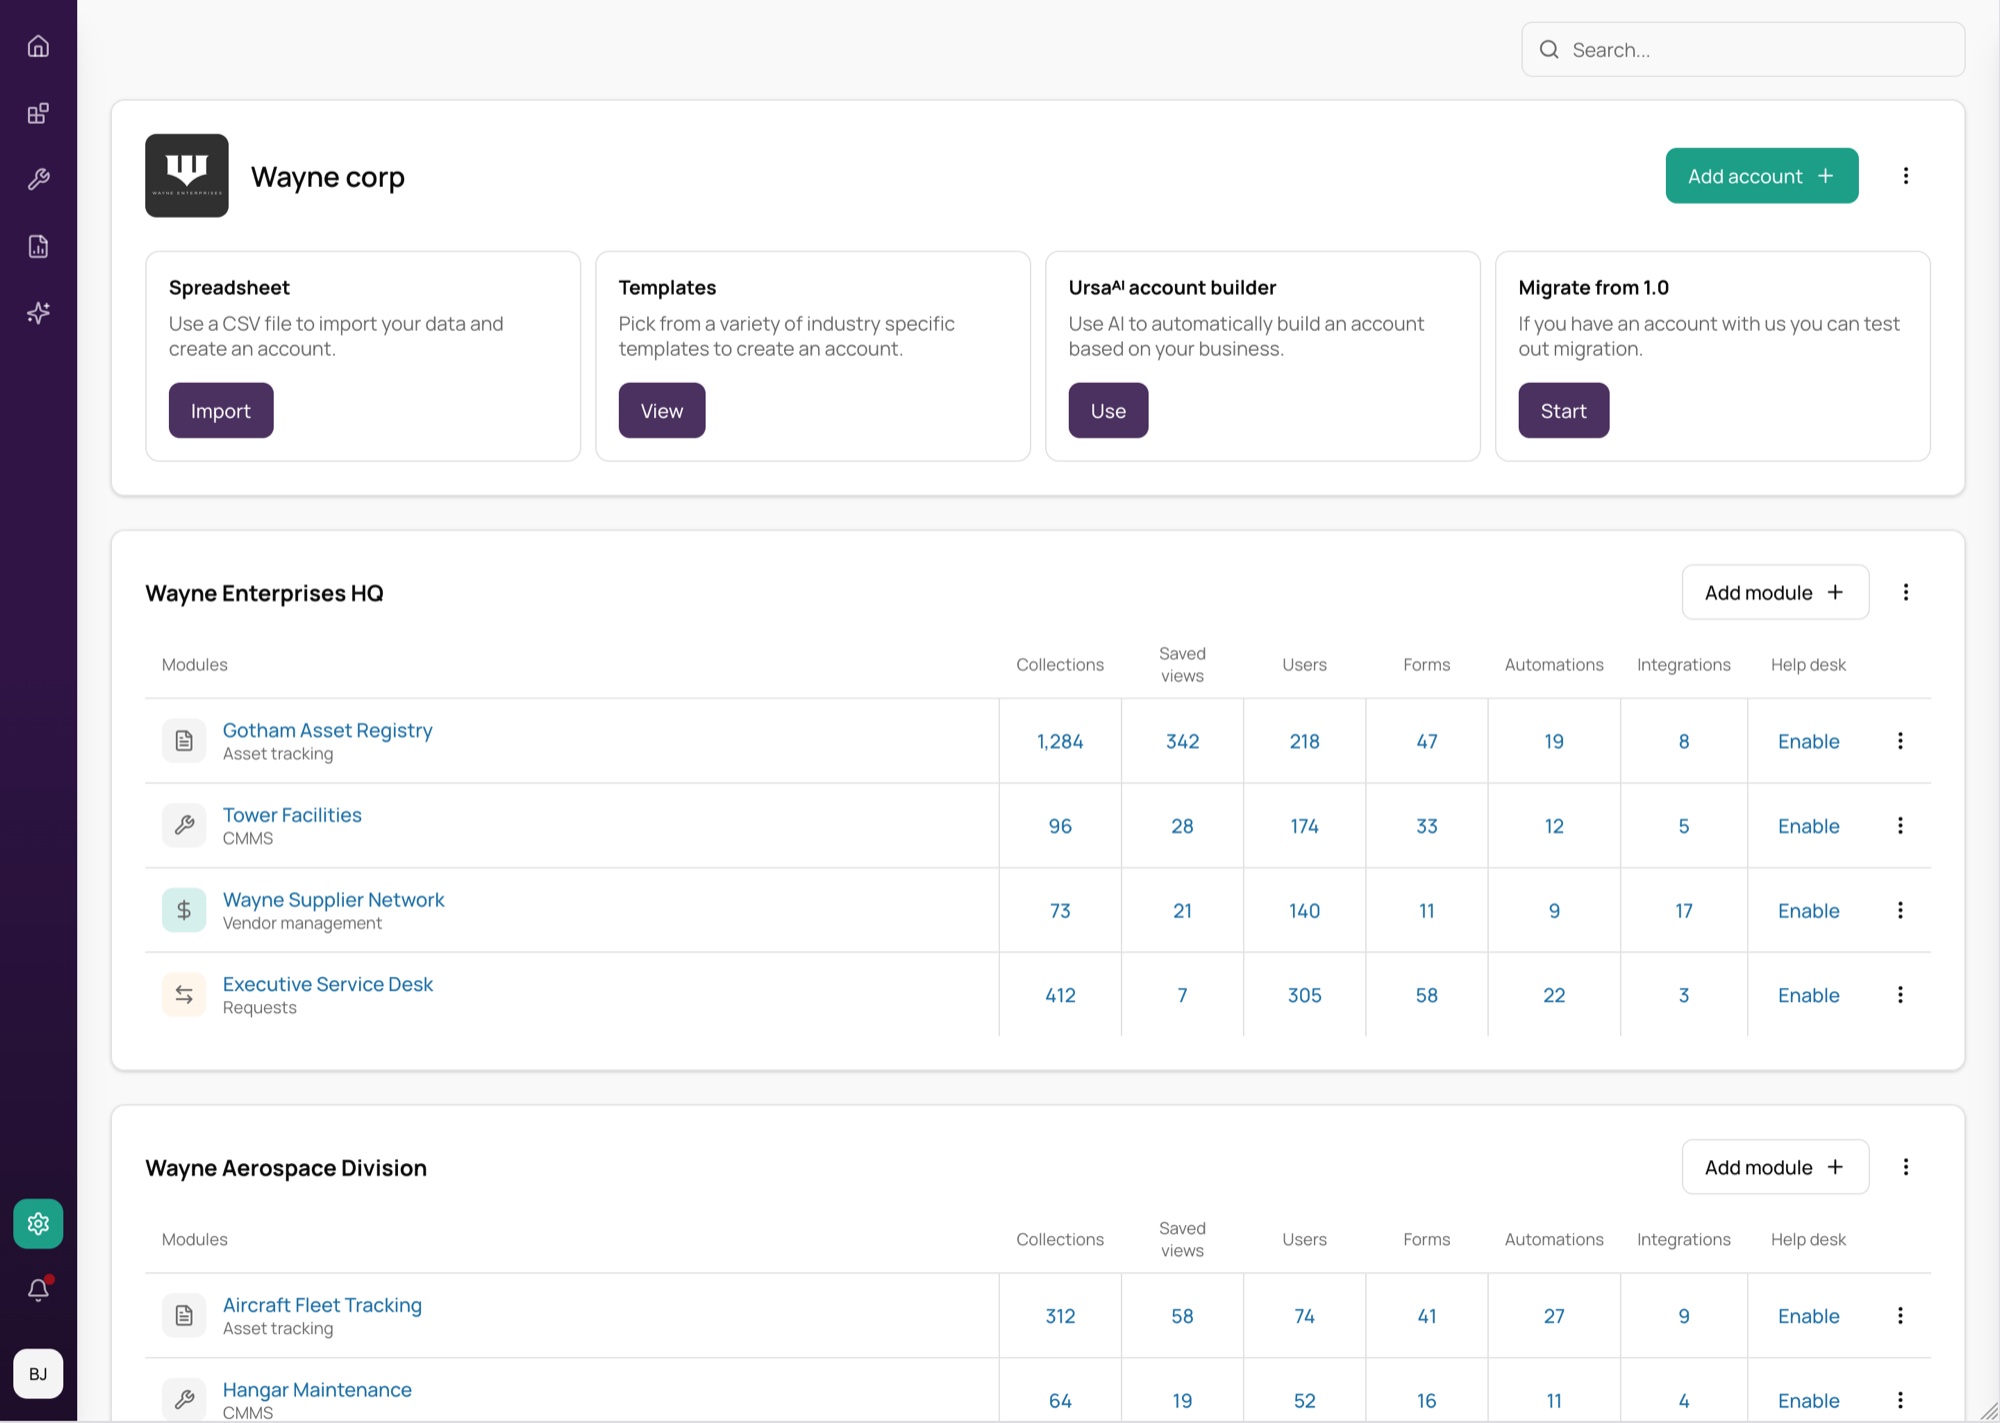 Search...
WAYNE ENTERPRISES
Wayne corp
Add account
Spreadsheet
Use a CSV file to import your data and
create an account.
Import
Templates
Pick from a variety of industry specific
templates to create an account.
View
Ursaᴬᴵ account builder
Use AI to automatically build an account
based on your business.
Use
Migrate from 1.0
If you have an account with us you can test
out migration.
Start
Wayne Enterprises HQ
Add module
Modules Collections Saved views Users Forms Automations Integrations Help desk
Gotham Asset Registry
Asset tracking
1,284 342 218 47 19 8 Enable
Tower Facilities
CMMS
96 28 174 33 12 5 Enable
Wayne Supplier Network
Vendor management
73 21 140 11 9 17 Enable
Executive Service Desk
Requests
412 7 305 58 22 3 Enable
Wayne Aerospace Division
Add module
Modules Collections Saved views Users Forms Automations Integrations Help desk
Aircraft Fleet Tracking
Asset tracking
312 58 74 41 27 9 Enable
Hangar Maintenance
CMMS
64 19 52 16 11 4 Enable
BJ